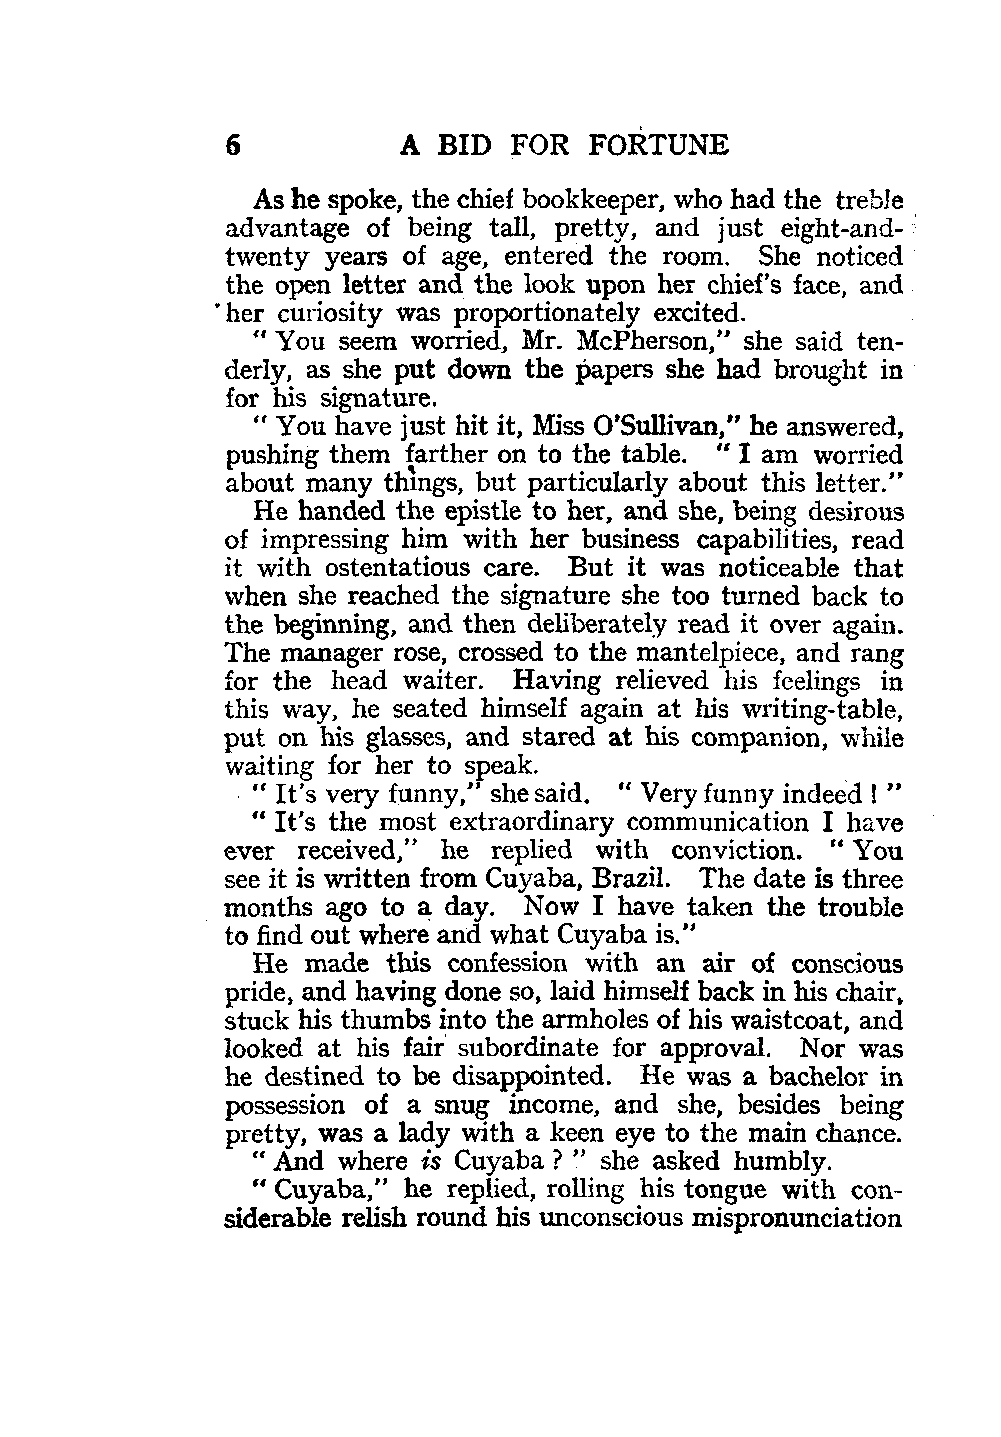 6 A BID FOR FORTUNE
As he spoke, the chief bookkeeper, who had the treble
advantage of being tall, pretty, and just eight-and-
twenty years of age, entered the room. She noticed
the open letter and the look upon her chief's face, and
her curiosity was proportionately excited.
" You seem worried, Mr. McPherson," she said ten-
derly, as she put down the papers she had brought in
for his signature.
" You have just hit it, Miss O'Sullivan," he answered,
pushing them farther on to the table. " I am worried
about many things, but particularly about this letter."
He handed the epistle to her, and she, being desirous
of impressing him with her business capabilities, read
it with ostentatious care. But it was noticeable that
when she reached the signature she too turned back to
the beginning, and then deliberately read it over again.
The manager rose, crossed to the mantelpiece, and rang
for the head waiter. Having relieved his feelings in
this way, he seated himself again at his writing-table,
put on his glasses, and stared at his companion, while
waiting for her to speak.
" It's very funny," she said. " Very funny indeed ! "
" It's the most extraordinary communication I have
ever received," he replied with conviction. " You
see it is written from Cuyaba, Brazil. The date is three
months ago to a day. Now I have taken the trouble
to find out where and what Cuyaba is."
He made this confession with an air of conscious
pride, and having done so, laid himself back in his chair,
stuck his thumbs into the armholes of his waistcoat, and
looked at his fair subordinate for approval. Nor was
he destined to be disappointed. He was a bachelor in
possession of a snug income, and she, besides being
pretty, was a lady with a keen eye to the main chance.
" And where is Cuyaba ? " she asked humbly.
" Cuyaba," he replied, rolling his tongue with con-
siderable relish round his unconscious mispronunciation